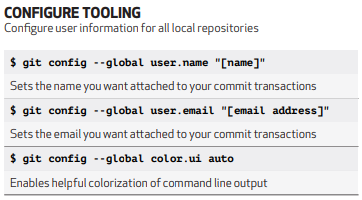 CONFIGURE TOOLING
Configure user information for all local repositories
$ git config --global user.name "[name]"
Sets the name you want attached to your commit transactions
$ git config --global user.email "[email address]"
Sets the email you want attached to your commit transactions
$ git config --global color.ui auto
Enables helpful colorization of command line output